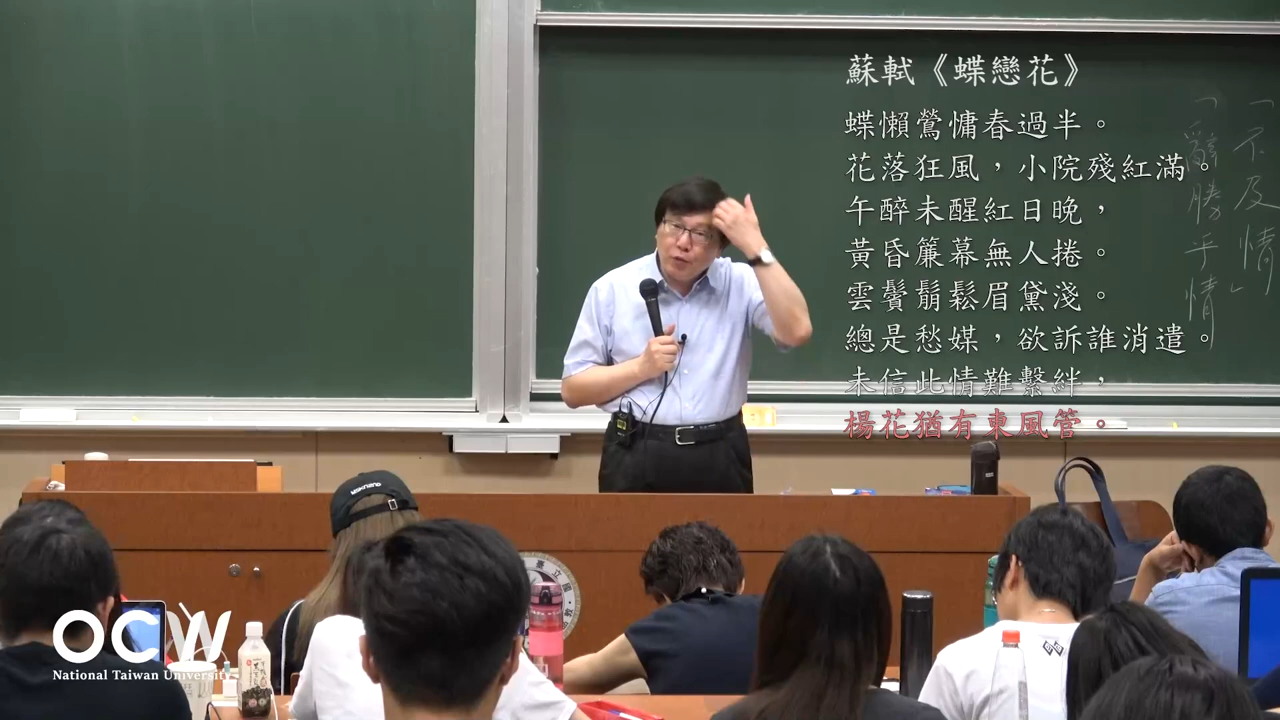 蘇軾《蝶戀花》
蝶懶鶯慵春過半。
花落狂風，小院殘紅滿。
午醉未醒紅日晚，
黃昏簾幕無人捲。
雲鬢鬅鬆眉黛淺。
總是愁媒，欲訴誰消遣。
未信此情難繫絆，
楊花猶有東風管。
「不及情」
「辭勝乎情
OCW
National Taiwan University